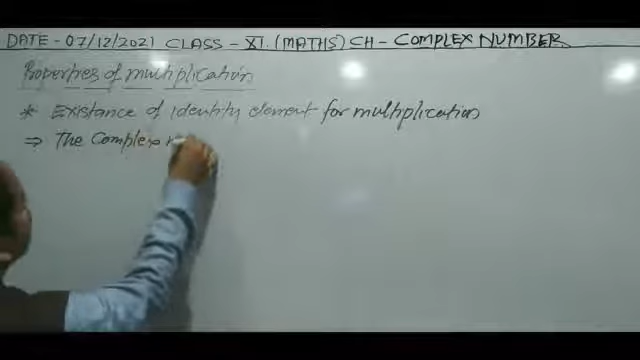 DATE - 07/12/2021 CLASS - XI. (MATHS) CH - COMPLEX NUMBER
Properties of multiplication
* Existance of Identity element for multiplication
⇒ The Complex